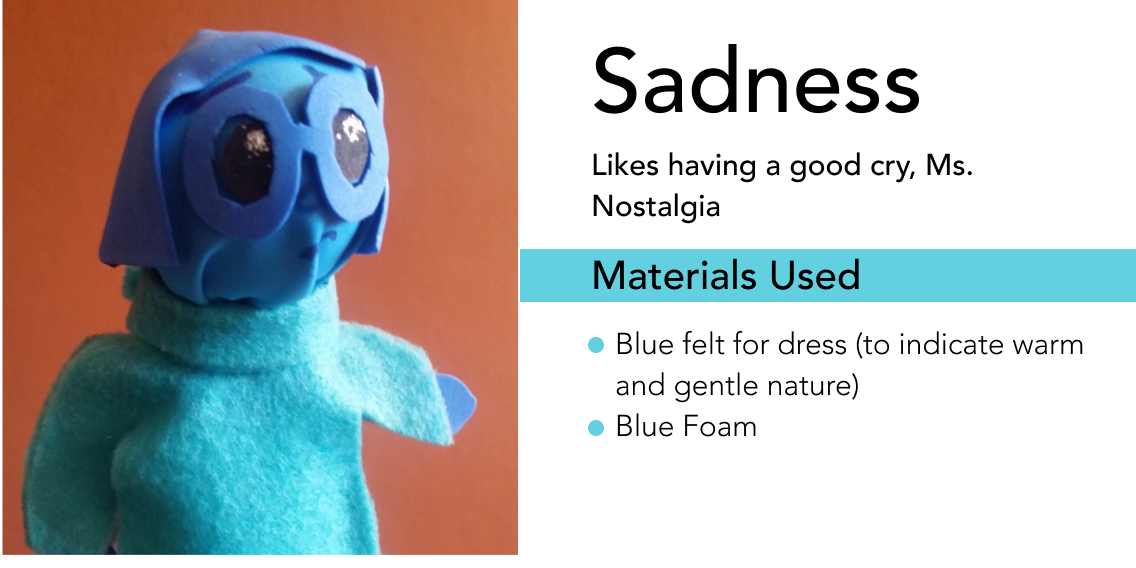 Sadness
Likes having a good cry, Ms.
Nostalgia
Materials Used
Blue felt for dress (to indicate warm
and gentle nature)
Blue Foam